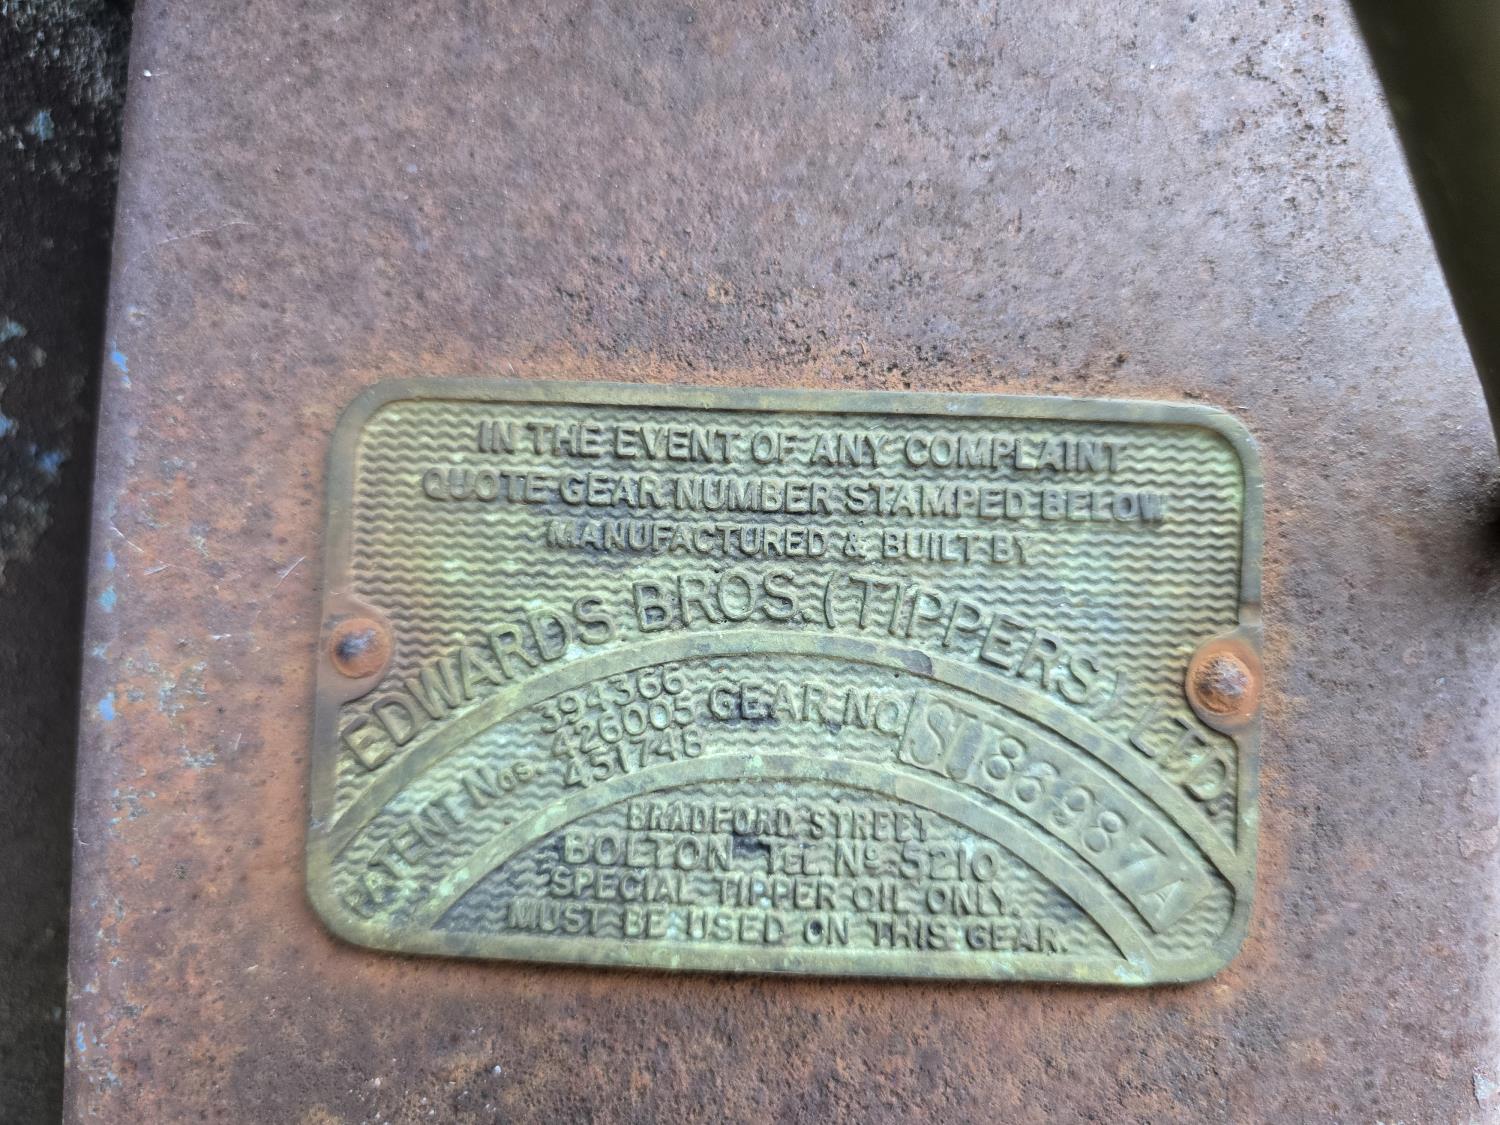 IN THE EVENT OF ANY COMPLAINT
QUOTE GEAR NUMBER STAMPED BELOW
MANUFACTURED & BUILT BY
EDWARDS BROS. (TIPPERS) LTD.
PATENT Nos. 394366
426005
451748
GEAR NO SU86987A
BRADFORD STREET
BOLTON TEL Nº 5210
SPECIAL TIPPER OIL ONLY.
MUST BE USED ON THIS GEAR.